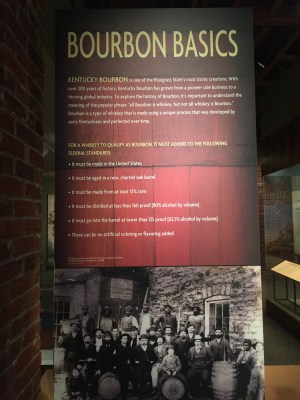 BOURBON BASICS
KENTUCKY BOURBON is one of the Bluegrass State's most iconic creations. With
over 200 years of history, Kentucky Bourbon has grown from a pioneer side business to a
thriving global industry. To explore the history of Bourbon, it's important to understand the
meaning of the popular phrase "all Bourbon is whiskey, but not all whiskey is Bourbon."
Bourbon is a type of whiskey that is made using a unique process that was developed by
early Kentuckians and perfected over time.
FOR A WHISKEY TO QUALIFY AS BOURBON, IT MUST ADHERE TO THE FOLLOWING
FEDERAL STANDARDS:
• It must be made in the United States
• It must be aged in a new, charred oak barrel
• It must be made from at least 51% corn
• It must be distilled at less than 160 proof (80% alcohol by volume)
• It must go into the barrel at lower than 125 proof (62.5% alcohol by volume)
• There can be no artificial coloring or flavoring added